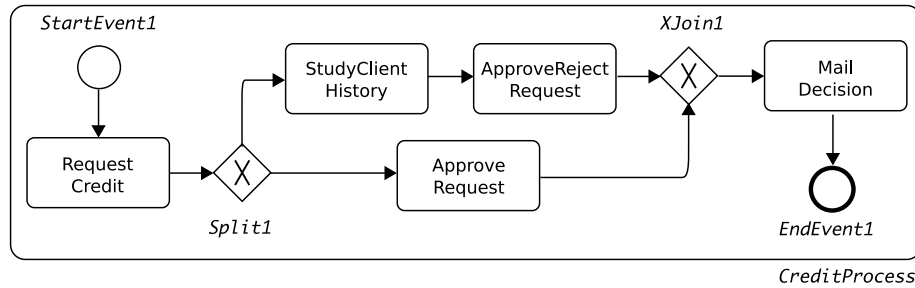 StartEvent1
XJoin1
StudyClient
History
ApproveReject
Request
X
Mail
Decision
Request
Credit
X
Approve
Request
Split1
EndEvent1
CreditProcess